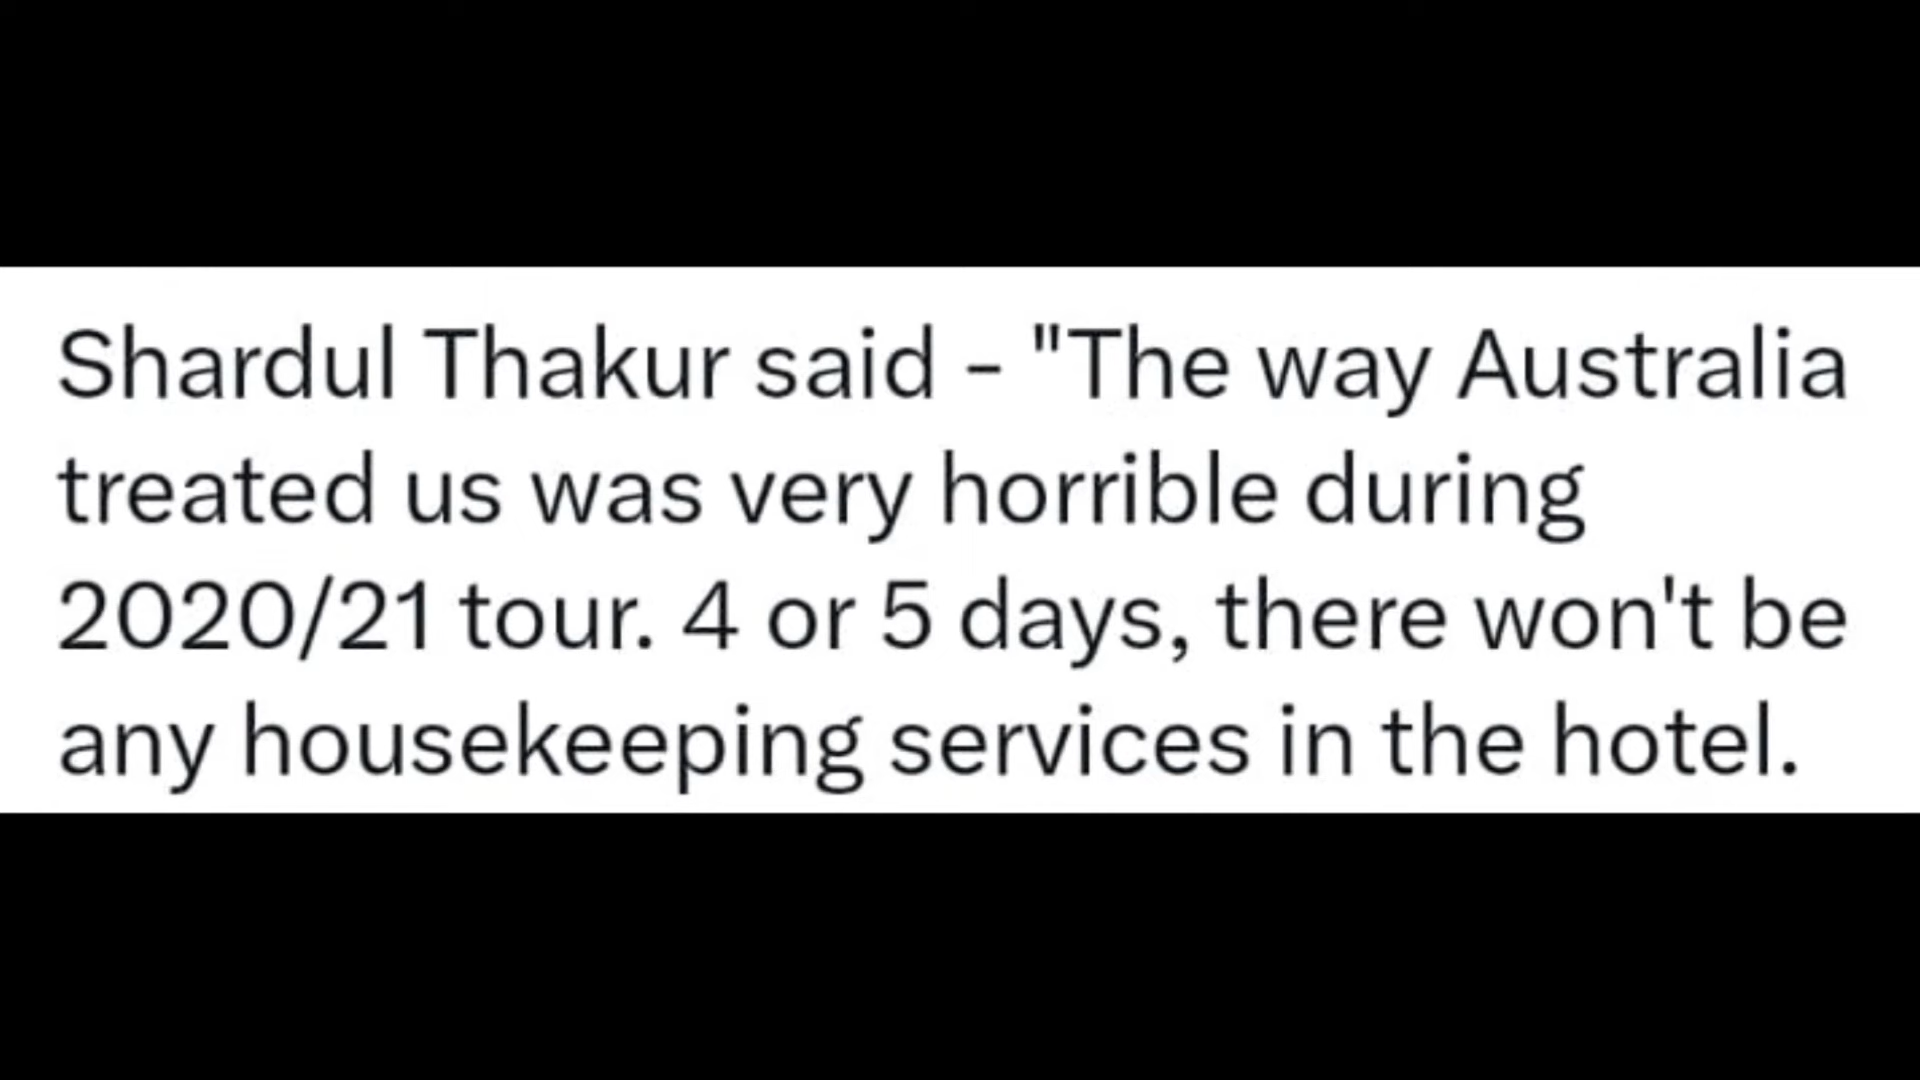 Shardul Thakur said - "The way Australia
treated us was very horrible during
2020/21 tour. 4 or 5 days, there won't be
any housekeeping services in the hotel.